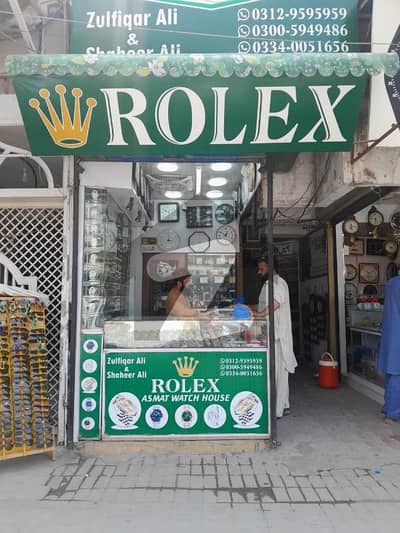 Zulfiqar Ali
&
Shaheer Ali
0312-9595959
0300-5949486
0334-0051656
ROLEX
Zulfiqar Ali
&
Shaheer Ali
0312-9595959
0300-5949486
0334-0051656
ROLEX
ASMAT WATCH HOUSE